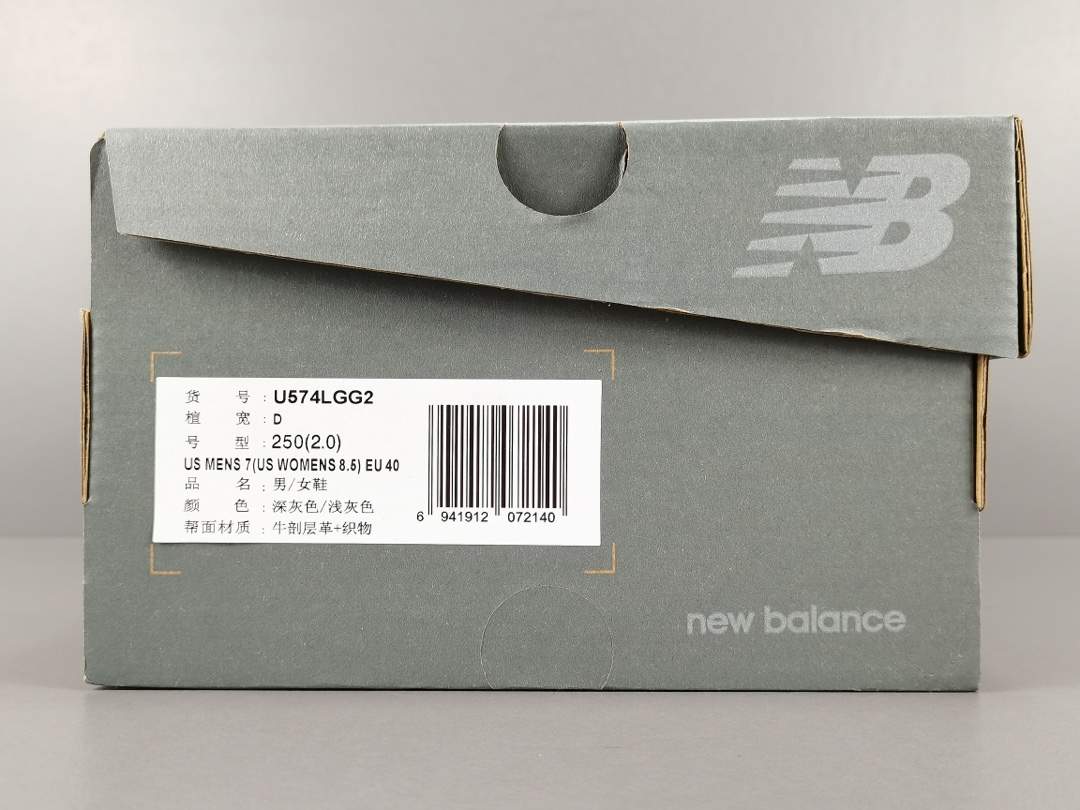 NB
货 号 : U574LGG2
楦 宽 : D
号 型 : 250(2.0)
US MENS 7(US WOMENS 8.5) EU 40
品 名 : 男/女鞋
颜 色 : 深灰色/浅灰色
帮面材质 : 牛剖层革+织物
6 941912 072140
new balance